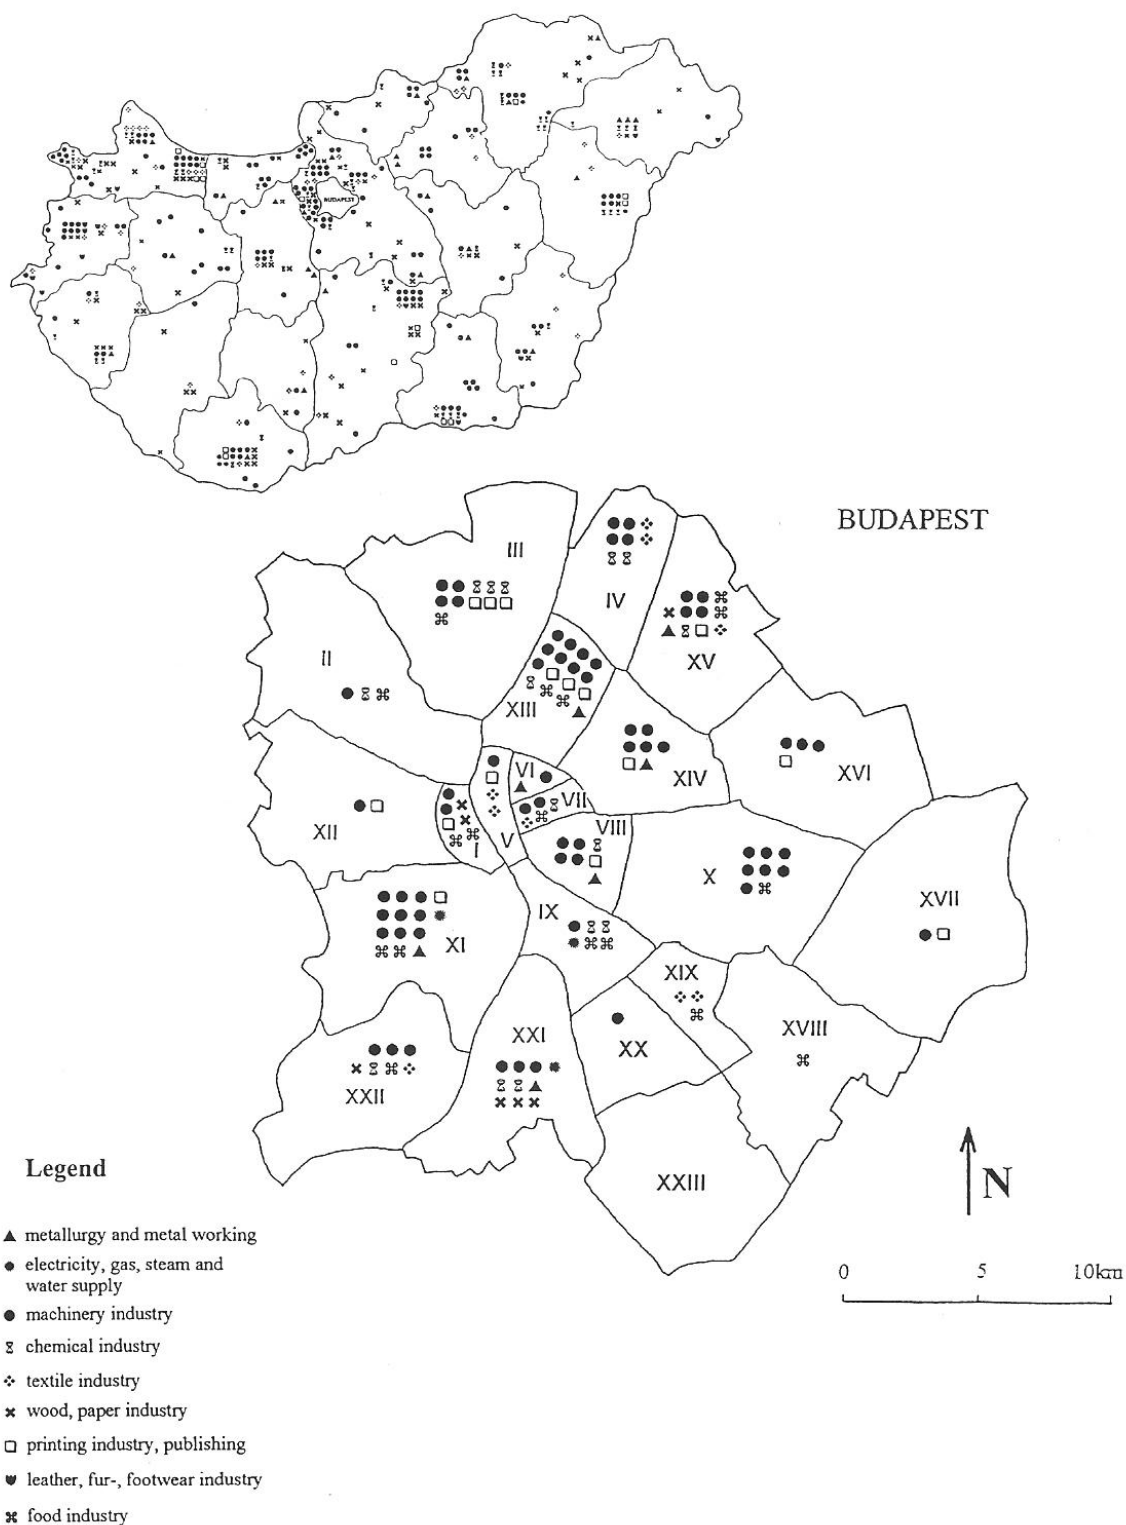 BUDAPEST
BUDAPEST
III
IV
II
XV
XIII
VI
XIV
XVI
VII
XII
I
V
VIII
X
XVII
IX
XI
XIX
XXI
XX
XVIII
XXII
Legend
XXIII
N
metallurgy and metal working
electricity, gas, steam and
water supply
0 5 10km
machinery industry
chemical industry
textile industry
wood, paper industry
printing industry, publishing
leather, fur-, footwear industry
food industry